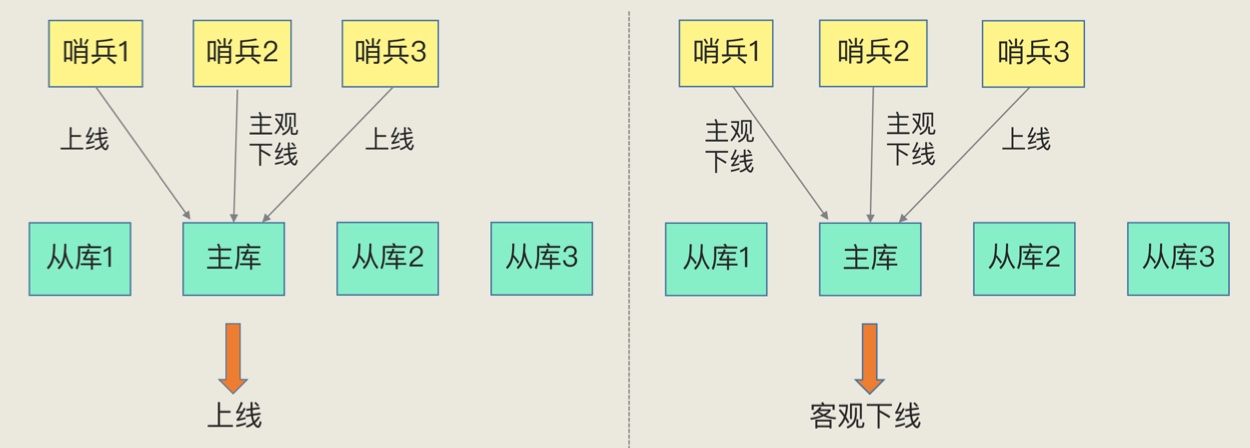 哨兵1
哨兵2
哨兵3
上线
主观
下线
上线
从库1
主库
从库2
从库3
上线
哨兵1
哨兵2
哨兵3
主观
下线
主观
下线
上线
从库1
主库
从库2
从库3
客观下线